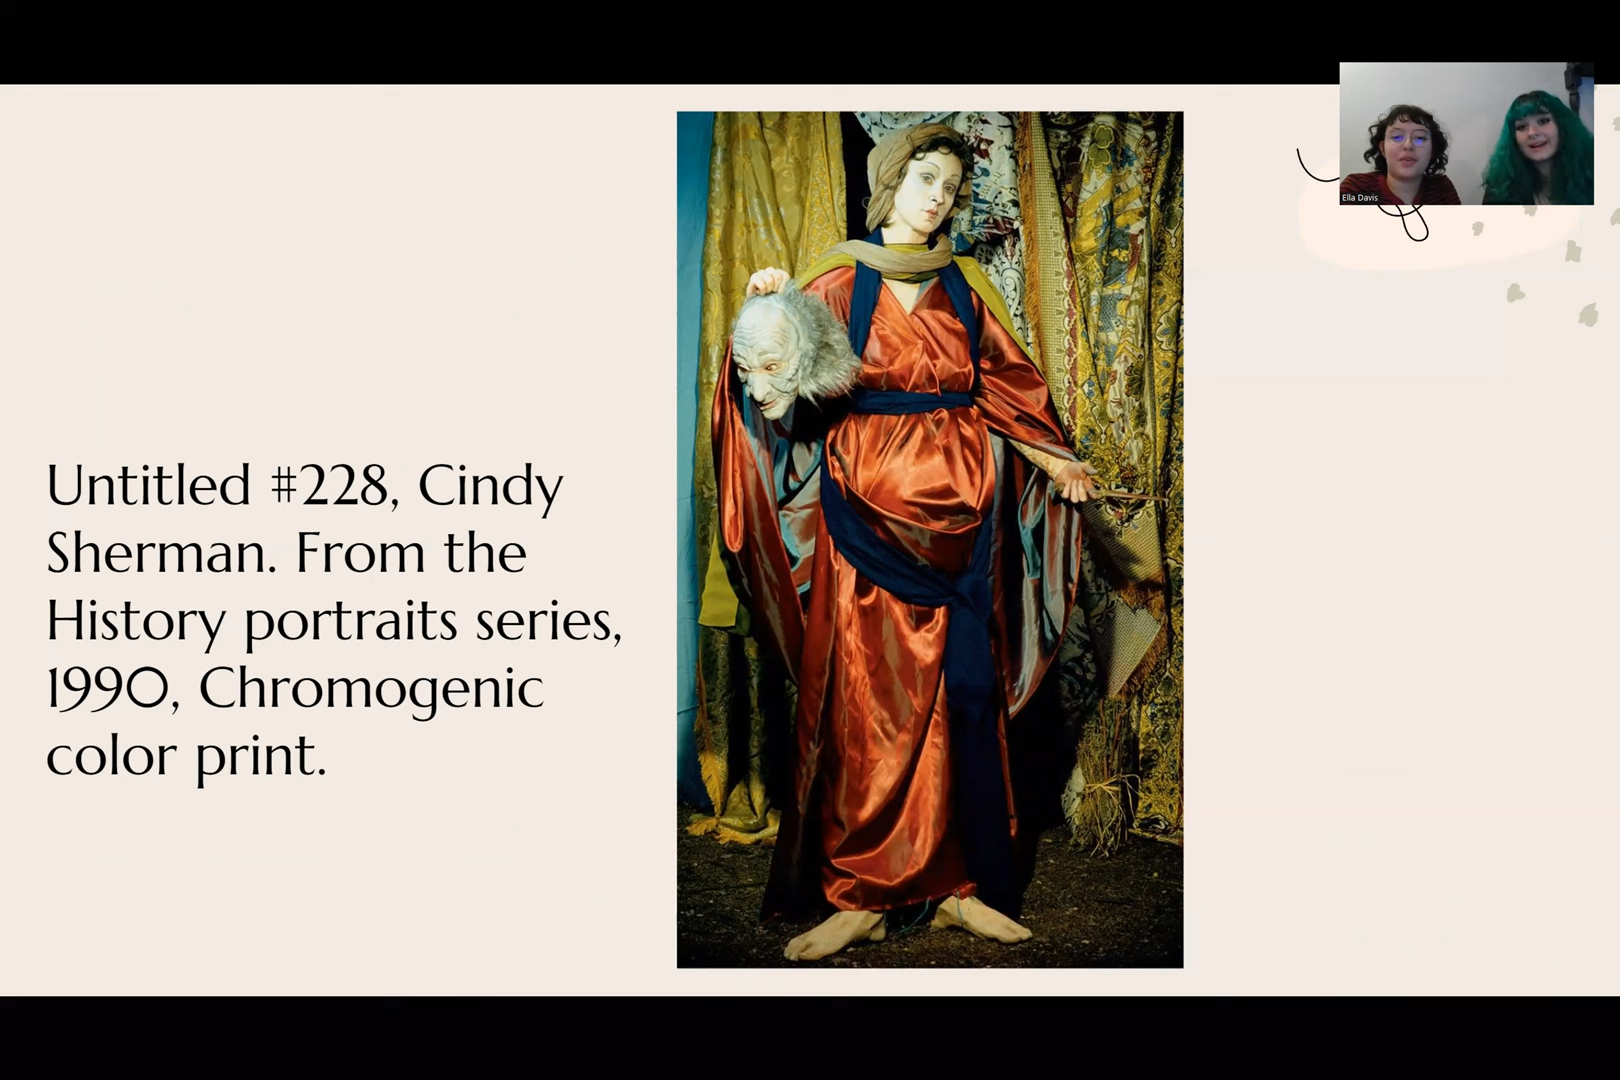 Ella Davis
Untitled #228, Cindy
Sherman. From the
History portraits series,
1990, Chromogenic
color print.